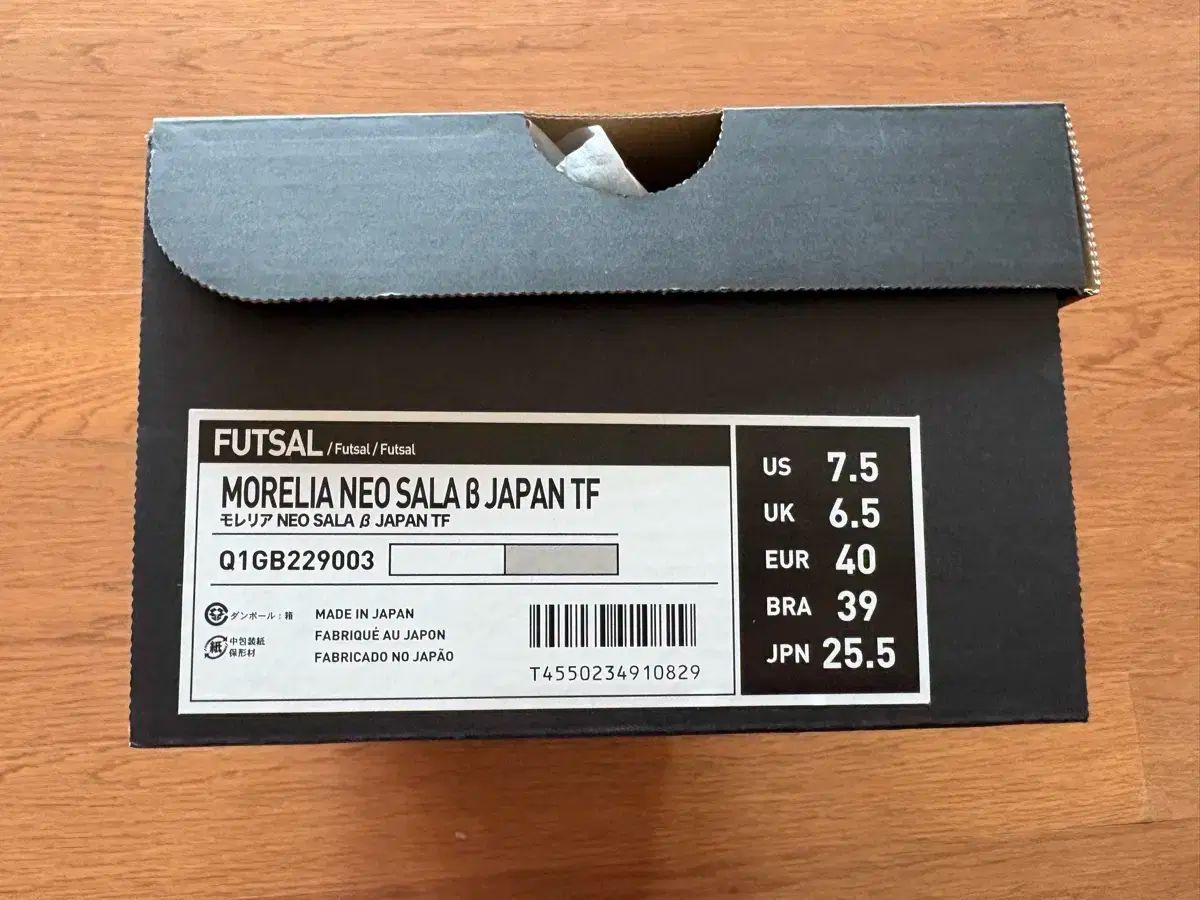 FUTSAL / Futsal / Futsal
MORELIA NEO SALA β JAPAN TF
モレリア NEO SALA β JAPAN TF
Q1GB229003
ダンボール : 箱
紙
中包装紙
保形材
MADE IN JAPAN
FABRIQUÉ AU JAPON
FABRICADO NO JAPÃO
T4550234910829
US 7.5
UK 6.5
EUR 40
BRA 39
JPN 25.5